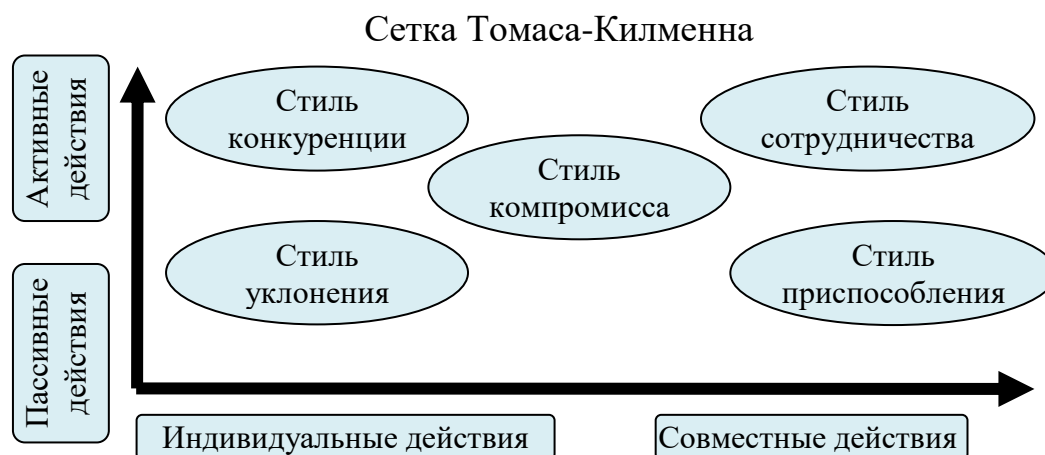 Сетка Томаса-Килменна
Активные
действия
Пассивные
действия
Стиль
конкуренции
Стиль
сотрудничества
Стиль
компромисса
Стиль
уклонения
Стиль
приспособления
Индивидуальные действия
Совместные действия